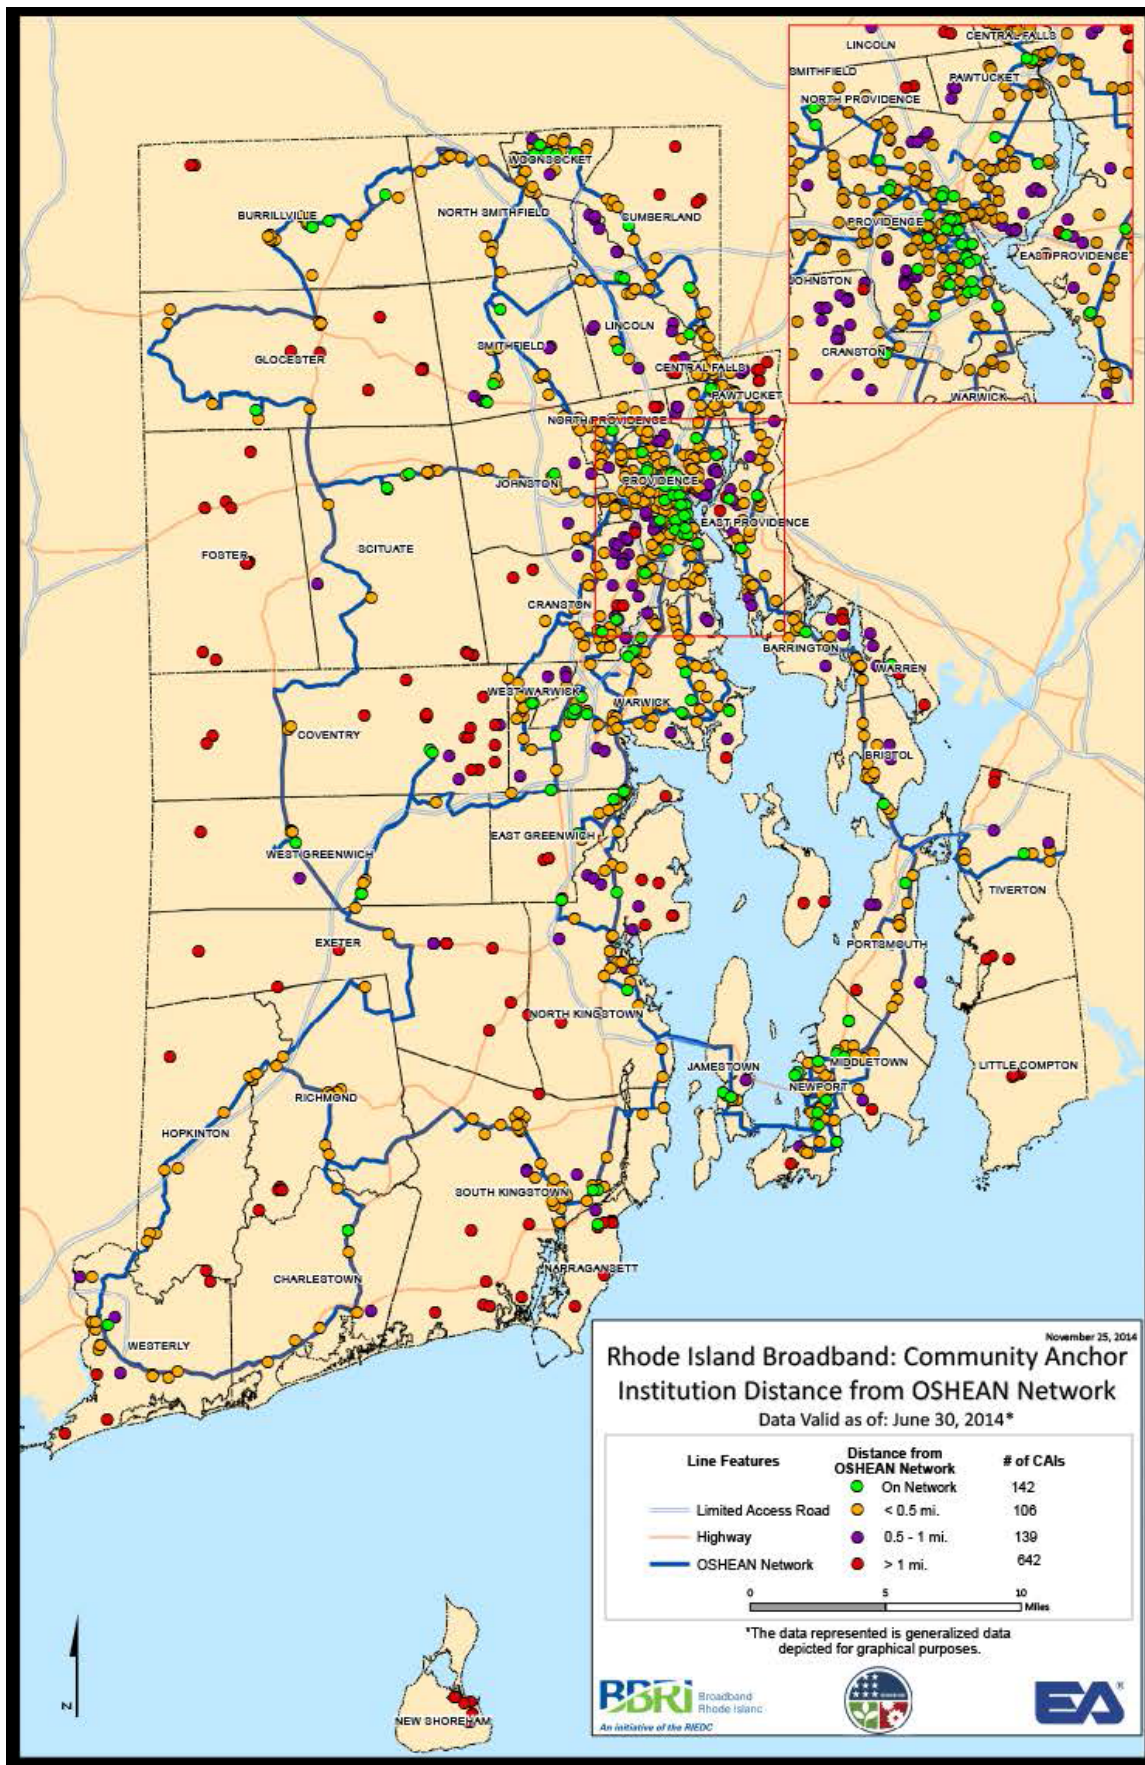 LINCOLN
CENTRAL FALLS
SMITHFIELD
PAWTUCKET
NORTH PROVIDENCE
PROVIDENCE
EAST PROVIDENCE
JOHNSTON
CRANSTON
WARWICK
WOONSOCKET
BURRILLVILLE
NORTH SMITHFIELD
CUMBERLAND
LINCOLN
SMITHFIELD
GLOCESTER
CENTRAL FALLS
PAWTUCKET
NORTH PROVIDENCE
JOHNSTON
PROVIDENCE
EAST PROVIDENCE
SCITUATE
FOSTER
CRANSTON
BARRINGTON
WARREN
WEST WARWICK
WARWICK
COVENTRY
BRISTOL
EAST GREENWICH
WEST GREENWICH
TIVERTON
EXETER
PORTSMOUTH
NORTH KINGSTOWN
JAMESTOWN
MIDDLETOWN
LITTLE COMPTON
NEWPORT
RICHMOND
HOPKINTON
SOUTH KINGSTOWN
NARRAGANSETT
CHARLESTOWN
WESTERLY
NEW SHOREHAM
N
November 25, 2014
Rhode Island Broadband: Community Anchor
Institution Distance from OSHEAN Network
Data Valid as of: June 30, 2014*
Line Features
Distance from
OSHEAN Network
# of CAIs
On Network 142
Limited Access Road < 0.5 mi. 106
Highway 0.5 - 1 mi. 139
OSHEAN Network > 1 mi. 642
0 5 10
Miles
*The data represented is generalized data
depicted for graphical purposes.
BBRI Broadband
Rhode Island
An initiative of the RIEDC
EA®